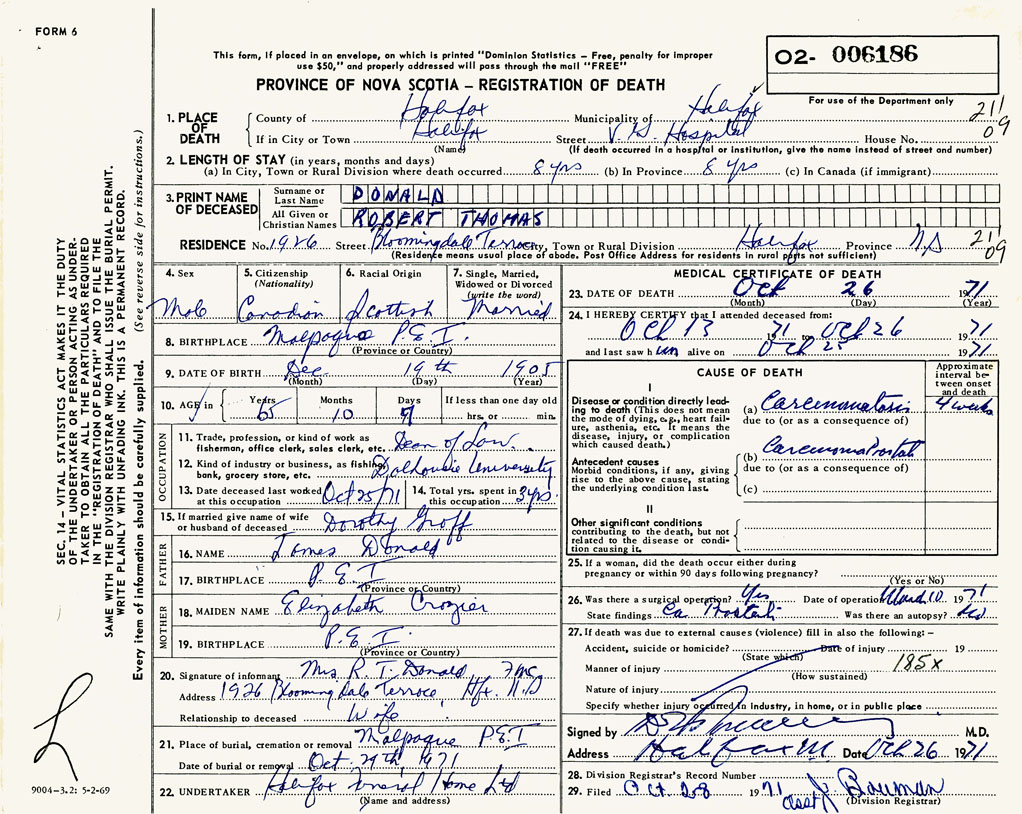 FORM 6
This form, if placed in an envelope, on which is printed "Dominion Statistics – Free, penalty for improper
use $50," and properly addressed will pass through the mail "FREE"
02- 006186
For use of the Department only
PROVINCE OF NOVA SCOTIA – REGISTRATION OF DEATH
SEC. 14 – VITAL STATISTICS ACT MAKES IT THE DUTY
OF THE UNDERTAKER OR PERSON ACTING AS UNDER-
TAKER TO OBTAIN ALL THE PARTICULARS REQUIRED
IN THE "REGISTRATION OF DEATH" AND TO FILE THE
SAME WITH THE DIVISION REGISTRAR WHO SHALL ISSUE THE BURIAL PERMIT.
WRITE PLAINLY WITH UNFADING INK. THIS IS A PERMANENT RECORD.
Every item of information should be carefully supplied. (See reverse side for instructions.)
1. PLACE OF DEATH County of Halifax Municipality of Halifax 211
If in City or Town Halifax Street V. G. Hospital House No. 09
(Name) (If death occurred in a hospital or institution, give the name instead of street and number)
2. LENGTH OF STAY (in years, months and days)
(a) In City, Town or Rural Division where death occurred 8 yrs (b) In Province 8 yrs (c) In Canada (if immigrant)
3. PRINT NAME OF DECEASED Surname or Last Name DONALD
All Given or Christian Names ROBERT THOMAS
RESIDENCE No. 1926 Street Bloomingdale Terrace City, Town or Rural Division Halifax Province N.S 211 09
(Residence means usual place of abode. Post Office Address for residents in rural parts not sufficient)
4. Sex 5. Citizenship (Nationality) 6. Racial Origin 7. Single, Married, Widowed or Divorced (write the word)
Male Canadian Scottish Married
8. BIRTHPLACE Malpeque P.E.I.
(Province or Country)
9. DATE OF BIRTH Dec. 19th 1905
(Month) (Day) (Year)
10. AGE in Years Months Days If less than one day old
65 10 7 hrs. or min.
OCCUPATION
11. Trade, profession, or kind of work as
fisherman, office clerk, sales clerk, etc. Dean of Law.
12. Kind of industry or business, as fishing,
bank, grocery store, etc. Dalhousie University
13. Date deceased last worked at this occupation Oct 25/71 14. Total yrs. spent in this occupation 3 yrs.
15. If married give name of wife
or husband of deceased Dorothy Groff
FATHER
16. NAME James Donald
17. BIRTHPLACE P.E.I
(Province or Country)
MOTHER
18. MAIDEN NAME Elizabeth Crozier
19. BIRTHPLACE P.E.I.
(Province or Country)
20. Signature of informant Mrs R. T. Donald
Address 1926 Bloomingdale Terrace Hfx. N.S
Relationship to deceased Wife
21. Place of burial, cremation or removal Malpeque P.E.I
Date of burial or removal Oct. 29th, 1971
22. UNDERTAKER Halifax Funeral Home Ltd
(Name and address)
9004-3.2: 5-2-69
MEDICAL CERTIFICATE OF DEATH
23. DATE OF DEATH Oct 26 1971
(Month) (Day) (Year)
24. I HEREBY CERTIFY that I attended deceased from:
Oct 13 1971 to Oct 26 1971
and last saw him alive on Oct 25 1971
CAUSE OF DEATH Approximate interval between onset and death
I
Disease or condition directly leading to death (This does not mean the mode of dying, e.g., heart failure, asthenia, etc. It means the disease, injury, or complication which caused death.)
(a) Carcinomatosis 4 weeks
due to (or as a consequence of)
Antecedent causes
Morbid conditions, if any, giving rise to the above cause, stating the underlying condition last.
(b) Carcinoma Prostate
due to (or as a consequence of)
(c)
II
Other significant conditions
contributing to the death, but not related to the disease or condition causing it.
25. If a woman, did the death occur either during
pregnancy or within 90 days following pregnancy?
(Yes or No)
26. Was there a surgical operation? Yes Date of operation March 10 1971
State findings Ca Prostate Was there an autopsy? No
27. If death was due to external causes (violence) fill in also the following: –
Accident, suicide or homicide? Date of injury 19
(State which)
Manner of injury 185X
(How sustained)
Nature of injury
Specify whether injury occurred in industry, in home, or in public place
Signed by M.D.
Address Halifax Date Oct 26 1971
28. Division Registrar's Record Number
29. Filed Oct 28 1971 J. Bauman
Asst (Division Registrar)